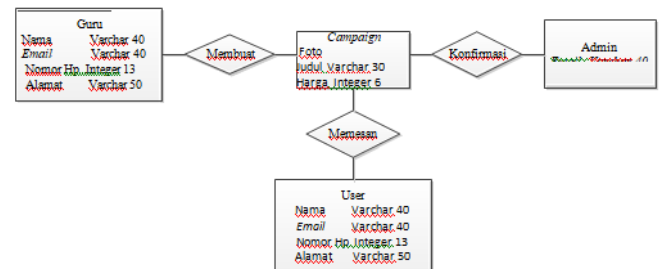 Guru
Nama Varchar 40
Email Varchar 40
Nomor Hp Integer 13
Alamat Varchar 50
Membuat
Campaign
Foto
Judul Varchar 30
Harga Integer 6
Konfirmasi
Admin
Memesan
User
Nama Varchar 40
Email Varchar 40
Nomor Hp Integer 13
Alamat Varchar 50